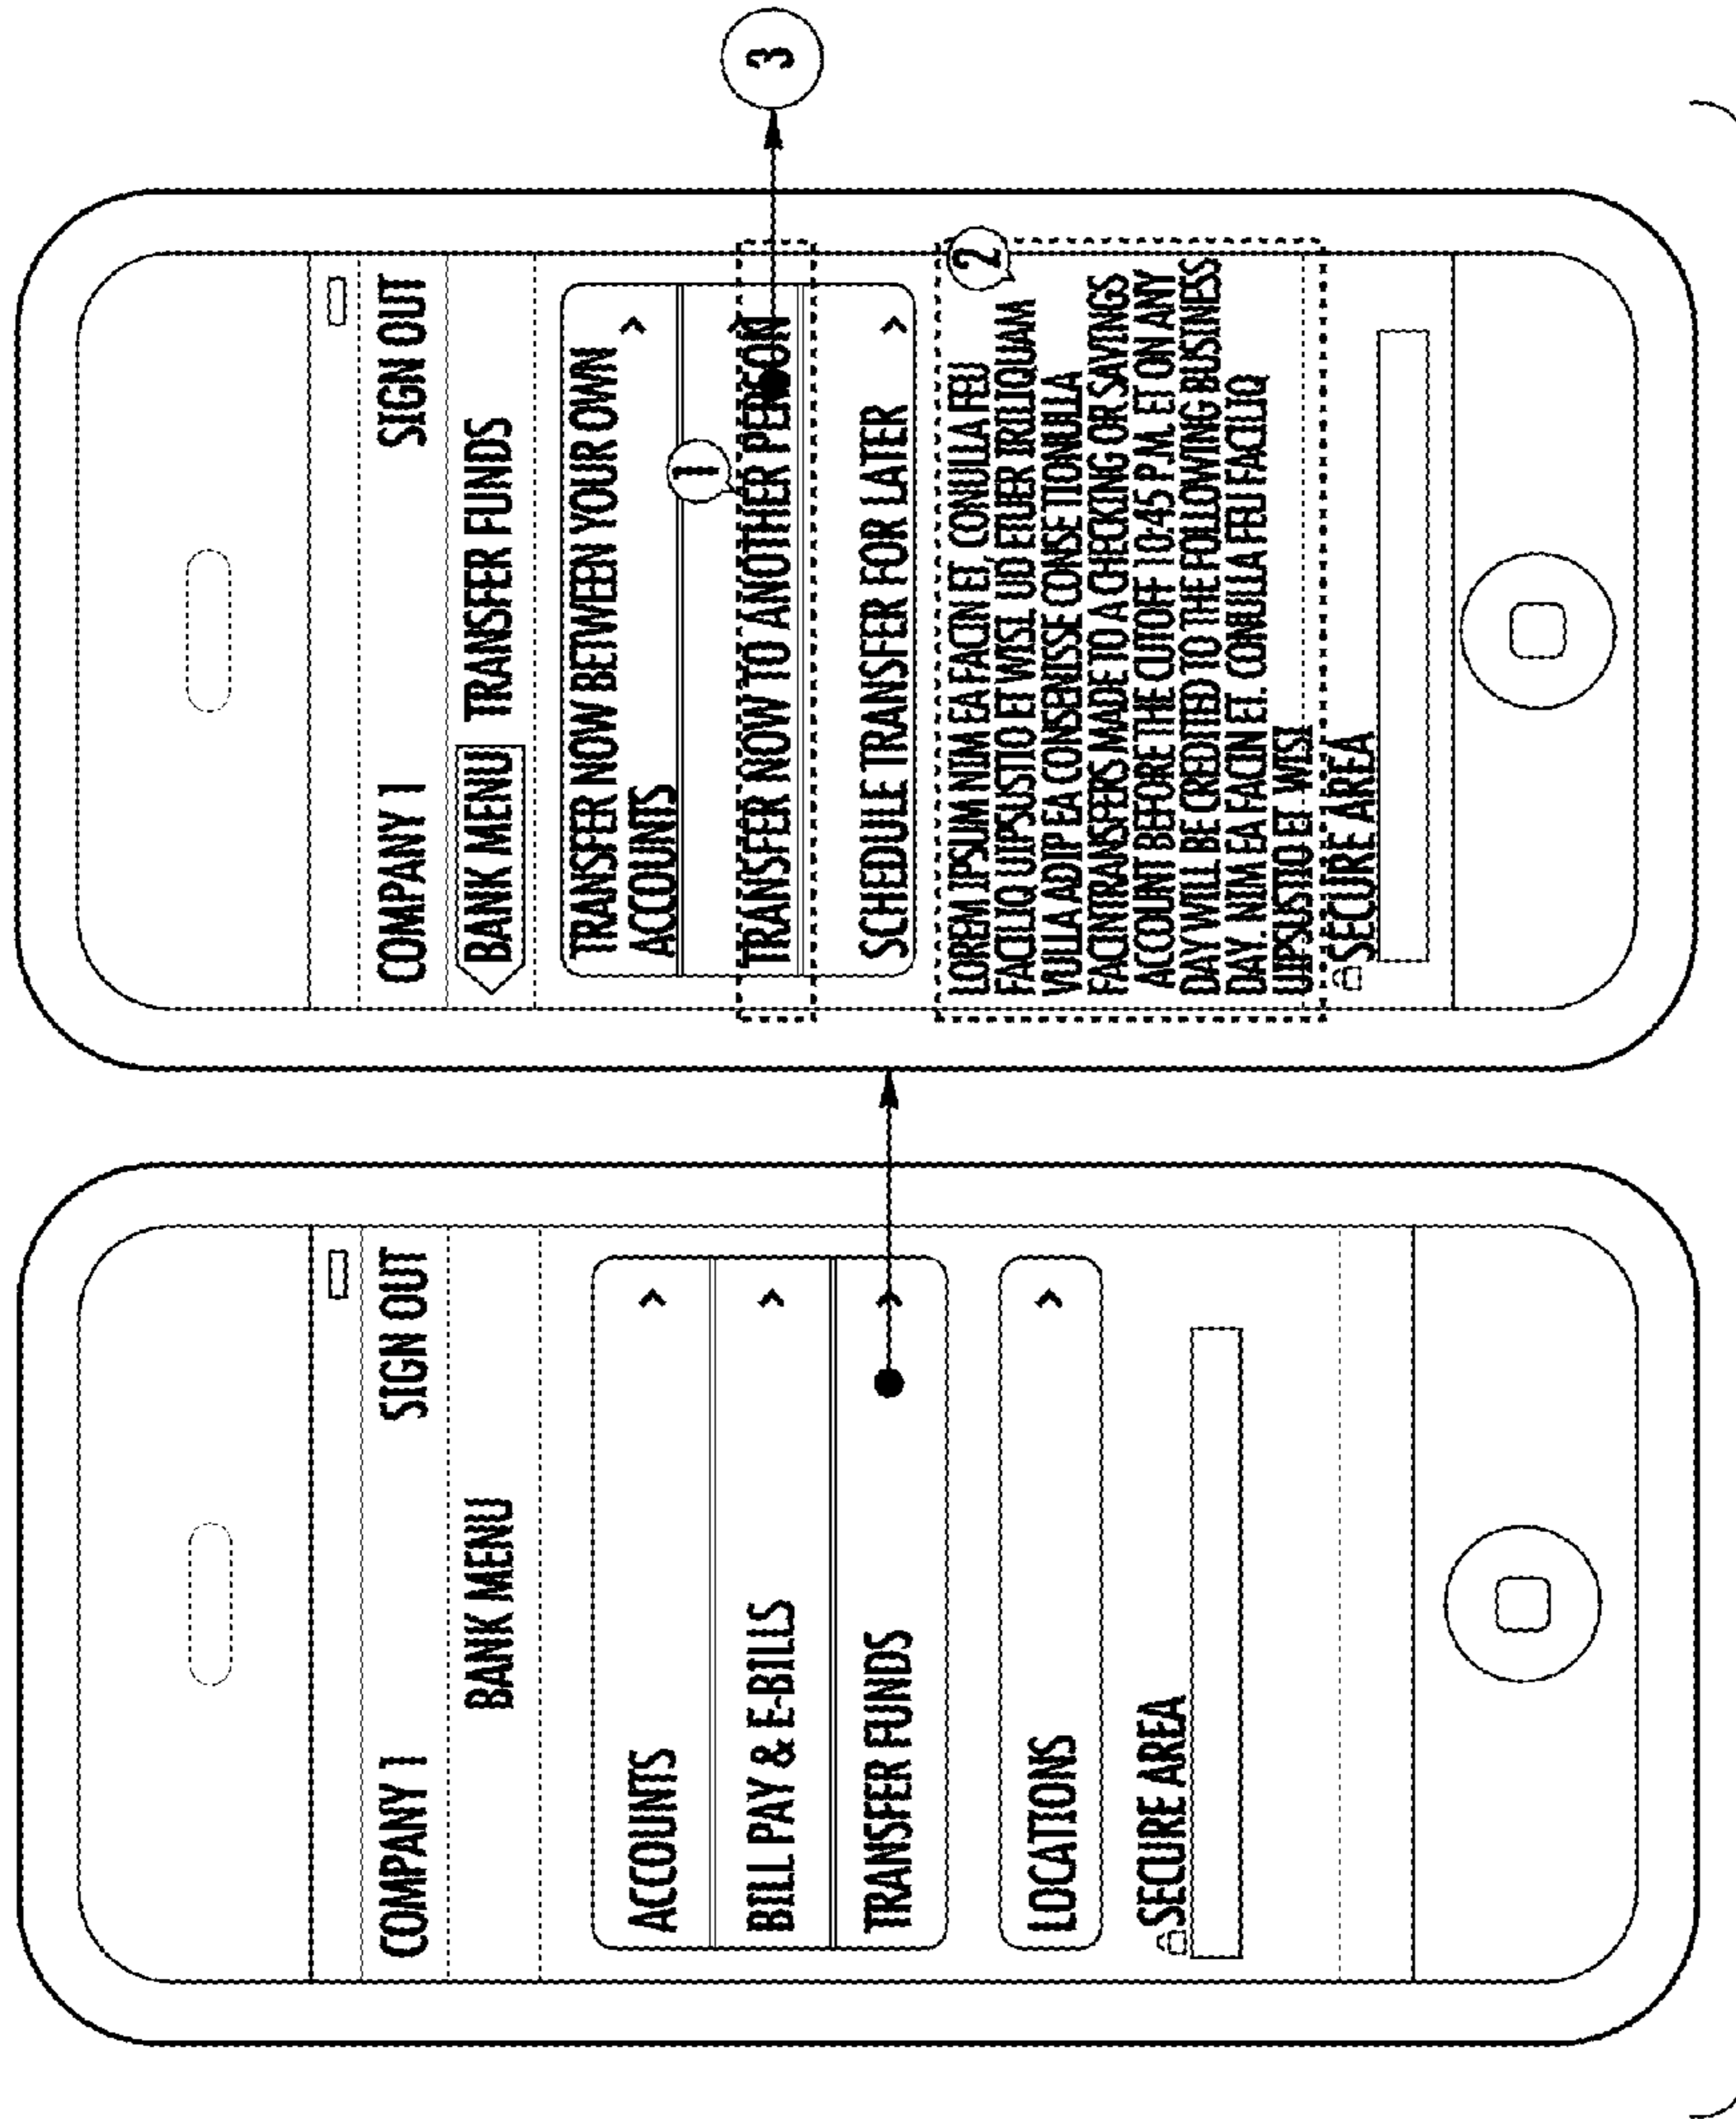 COMPANY 1 SIGN OUT
BANK MENU
ACCOUNTS >
BILL PAY & E-BILLS >
TRANSFER FUNDS >
LOCATIONS >
SECURE AREA
COMPANY 1 SIGN OUT
BANK MENU TRANSFER FUNDS
TRANSFER NOW BETWEEN YOUR OWN
ACCOUNTS >
1
TRANSFER NOW TO ANOTHER PERSON >
3
SCHEDULE TRANSFER FOR LATER >
2
LOREM IPSUM NIM EA FACIN ET, CONULLA FEU
FACILIQ UIPSUSTIO ET WISL UD ETUER IRILIQUAM
VULLA ADIP EA CONSENISSE CONSE TIONULLA
FACINTRANSFERS MADE TO A CHECKING OR SAVINGS
ACCOUNT BEFORE THE CUTOFF 10:45 P.M. ET ON ANY
DAY WILL BE CREDITED TO THE FOLLOWING BUSINESS
DAY. NIM EA FACIN ET. CONULLA FEU FACILIQ
UIPSUSTIO ET WISI
SECURE AREA